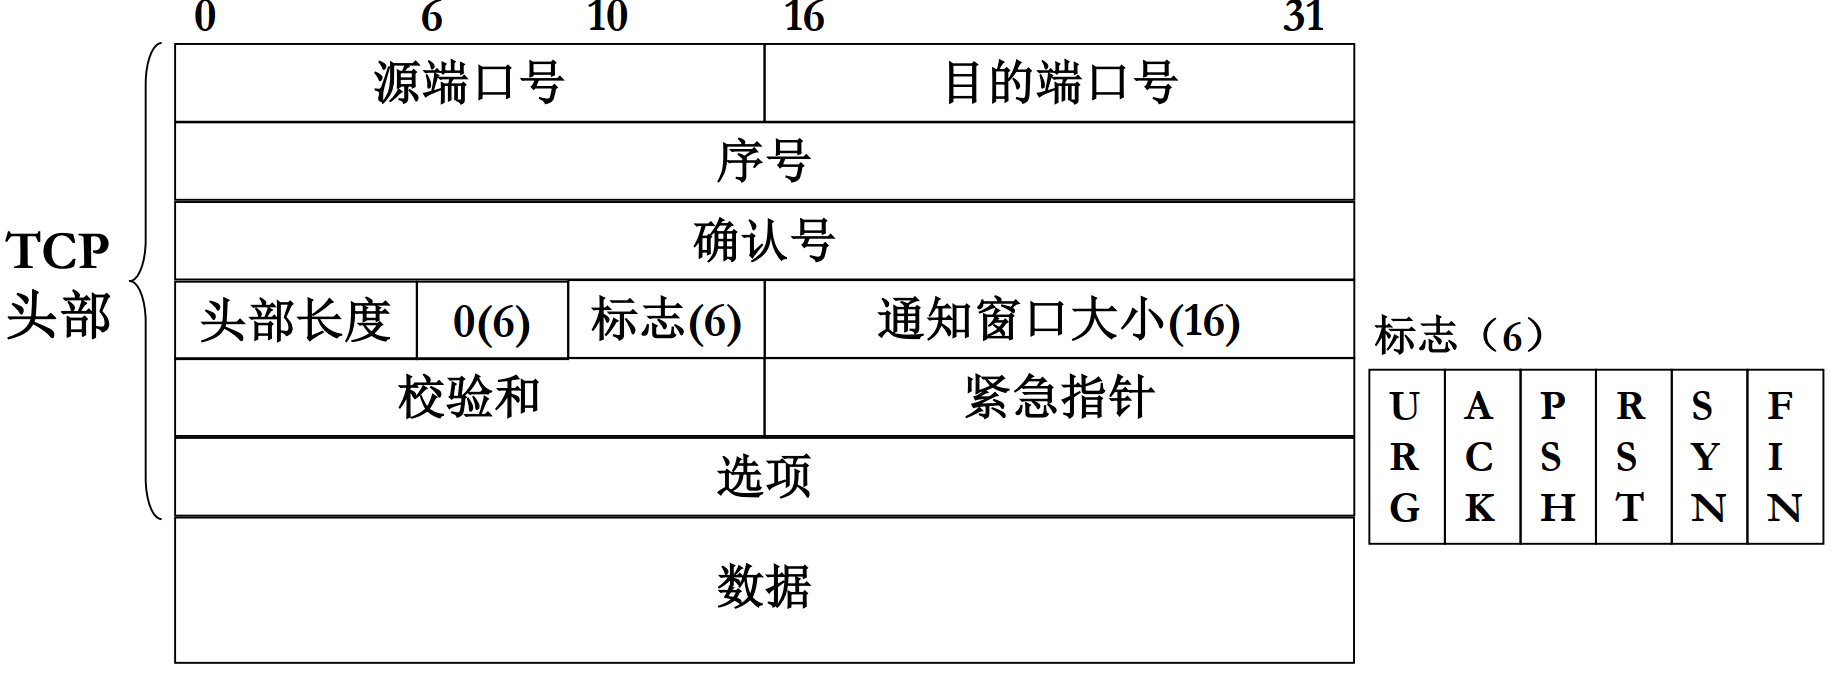 0 6 10 16 31
源端口号 目的端口号
序号
TCP
头部
确认号
头部长度 0(6) 标志(6) 通知窗口大小(16)
校验和 紧急指针
选项
数据
标志（6）
URG ACK PSH RST SYN FIN